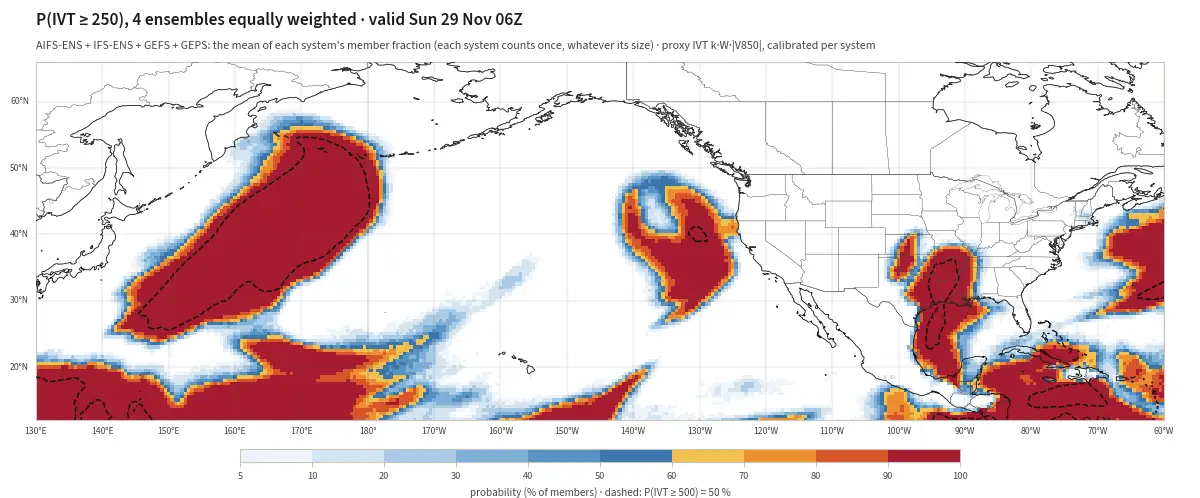 P(IVT ≥ 250), 4 ensembles equally weighted · valid Sun 29 Nov 06Z
AIFS-ENS + IFS-ENS + GEFS + GEPS: the mean of each system's member fraction (each system counts once, whatever its size) · proxy IVT k·W·|V850|, calibrated per system
60°N
50°N
40°N
30°N
20°N
130°E 140°E 150°E 160°E 170°E 180° 170°W 160°W 150°W 140°W 130°W 120°W 110°W 100°W 90°W 80°W 70°W 60°W
5 10 20 30 40 50 60 70 80 90 100
probability (% of members) · dashed: P(IVT ≥ 500) = 50 %